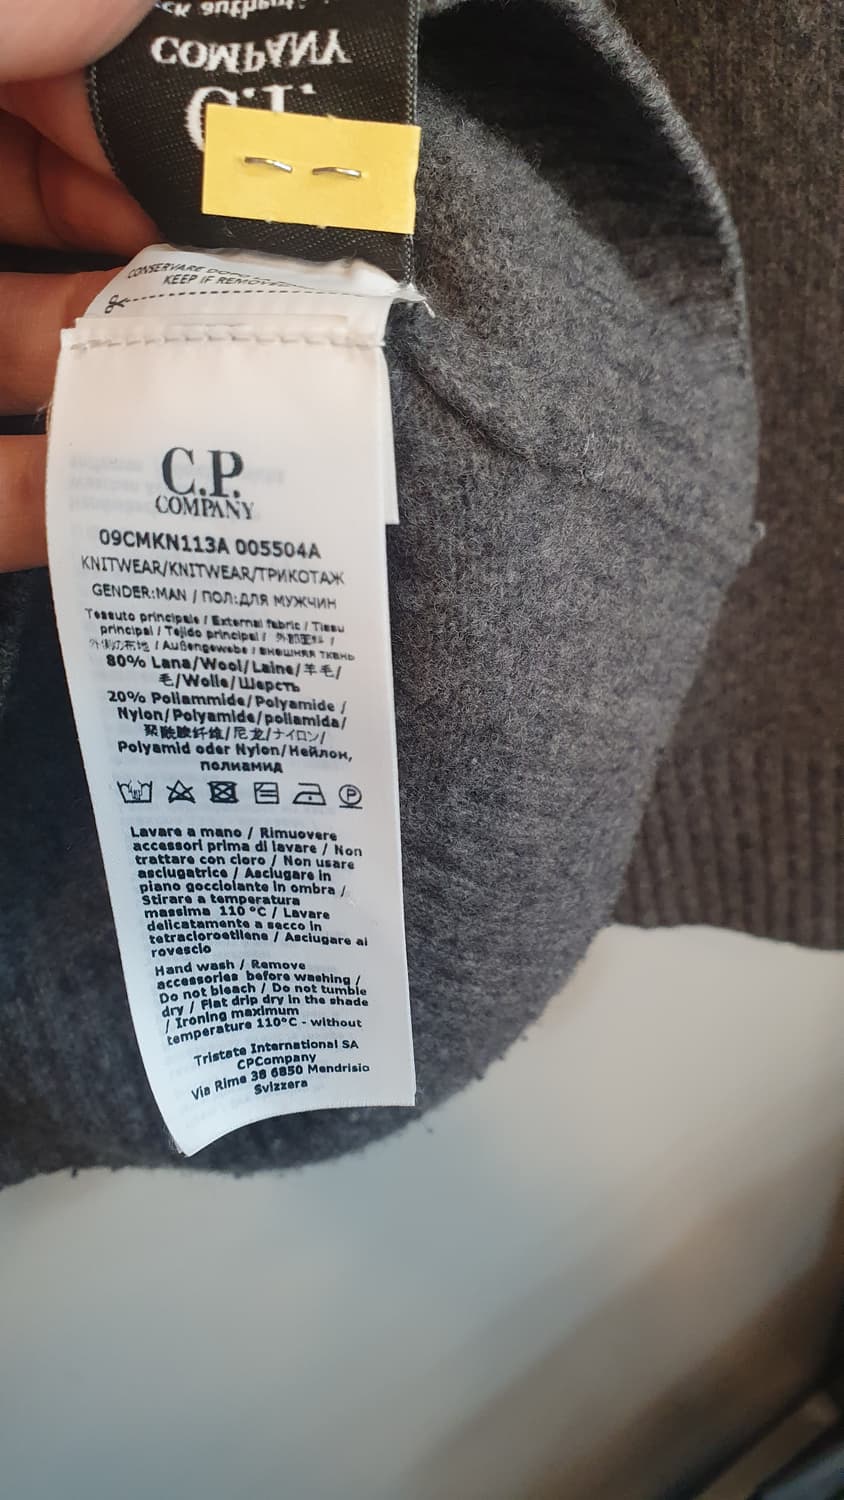 COMPANY
C.P.
CONSERVARE
KEEP IF REMOVED
C.P.
COMPANY
09CMKN113A 005504A
KNITWEAR/KNITWEAR/ТРИКОТАЖ
GENDER:MAN / ПОЛ:ДЛЯ МУЖЧИН
Tessuto principale / External fabric / Tissu
principal / Tejido principal / 外部面料 /
外側の布地 / Außengewebe / внешняя ткань
80% Lana/Wool/Laine/羊毛/
毛/Wolle/Шерсть
20% Poliammide/Polyamide/
Nylon/Polyamide/poliamida/
聚酰胺纤维/尼龙/ナイロン/
Polyamid oder Nylon/Нейлон,
полиамид
Lavare a mano / Rimuovere
accessori prima di lavare / Non
trattare con cloro / Non usare
asciugatrice / Asciugare in
piano gocciolante in ombra /
Stirare a temperatura
massima 110°C / Lavare
delicatamente a secco in
tetracloroetilene / Asciugare al
rovescio
Hand wash / Remove
accessories before washing /
Do not bleach / Do not tumble
dry / Flat drip dry in the shade
/ Ironing maximum
temperature 110°C - without
Tristate International SA
CPCompany
Via Rime 38 6850 Mendrisio
Svizzera